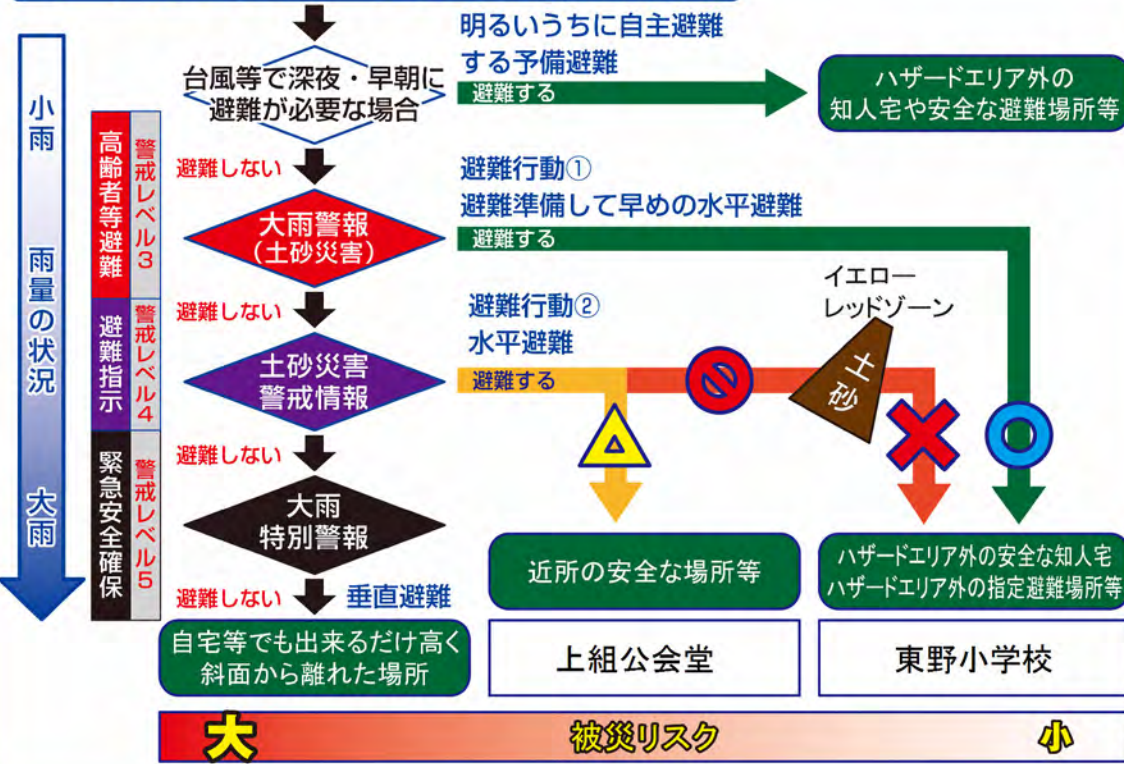 明るいうちに自主避難
する予備避難
避難する
台風等で深夜・早朝に
避難が必要な場合
ハザードエリア外の
知人宅や安全な避難場所等
小雨
雨量の状況
大雨
高齢者等避難
警戒レベル3
避難指示
警戒レベル4
緊急安全確保
警戒レベル5
避難しない
避難行動①
避難準備して早めの水平避難
避難する
大雨警報
(土砂災害)
イエロー
レッドゾーン
避難しない
避難行動②
水平避難
避難する
土砂災害
警戒情報
土砂
避難しない
大雨
特別警報
近所の安全な場所等
ハザードエリア外の安全な知人宅
ハザードエリア外の指定避難場所等
避難しない
垂直避難
自宅等でも出来るだけ高く
斜面から離れた場所
上組公会堂
東野小学校
大
被災リスク
小